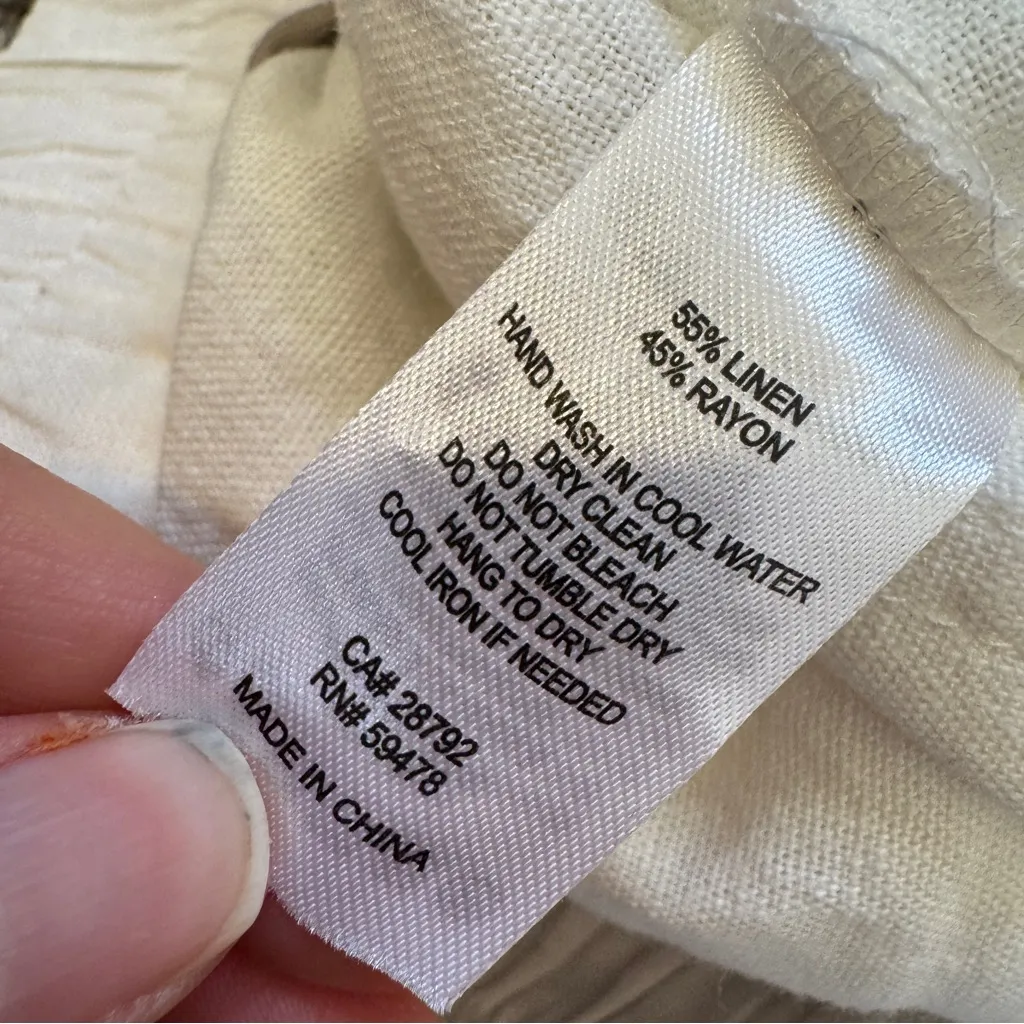 55% LINEN
45% RAYON
HAND WASH IN COOL WATER
DRY CLEAN
DO NOT BLEACH
DO NOT TUMBLE DRY
HANG TO DRY
COOL IRON IF NEEDED
CA# 28792
RN# 59478
MADE IN CHINA